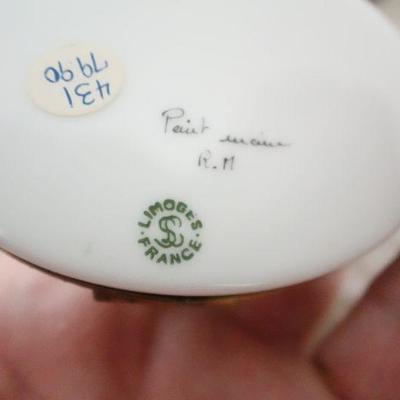 431
79.90
Peint main
R.M
LIMOGES
FRANCE